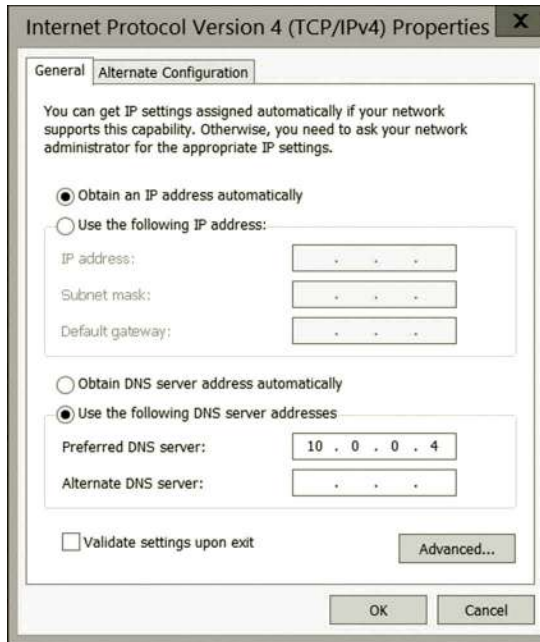 Internet Protocol Version 4 (TCP/IPv4) Properties X
General Alternate Configuration
You can get IP settings assigned automatically if your network
supports this capability. Otherwise, you need to ask your network
administrator for the appropriate IP settings.
Obtain an IP address automatically
Use the following IP address:
IP address: . . .
Subnet mask: . . .
Default gateway: . . .
Obtain DNS server address automatically
Use the following DNS server addresses
Preferred DNS server: 10 . 0 . 0 . 4
Alternate DNS server: . . .
Validate settings upon exit
Advanced...
OK Cancel